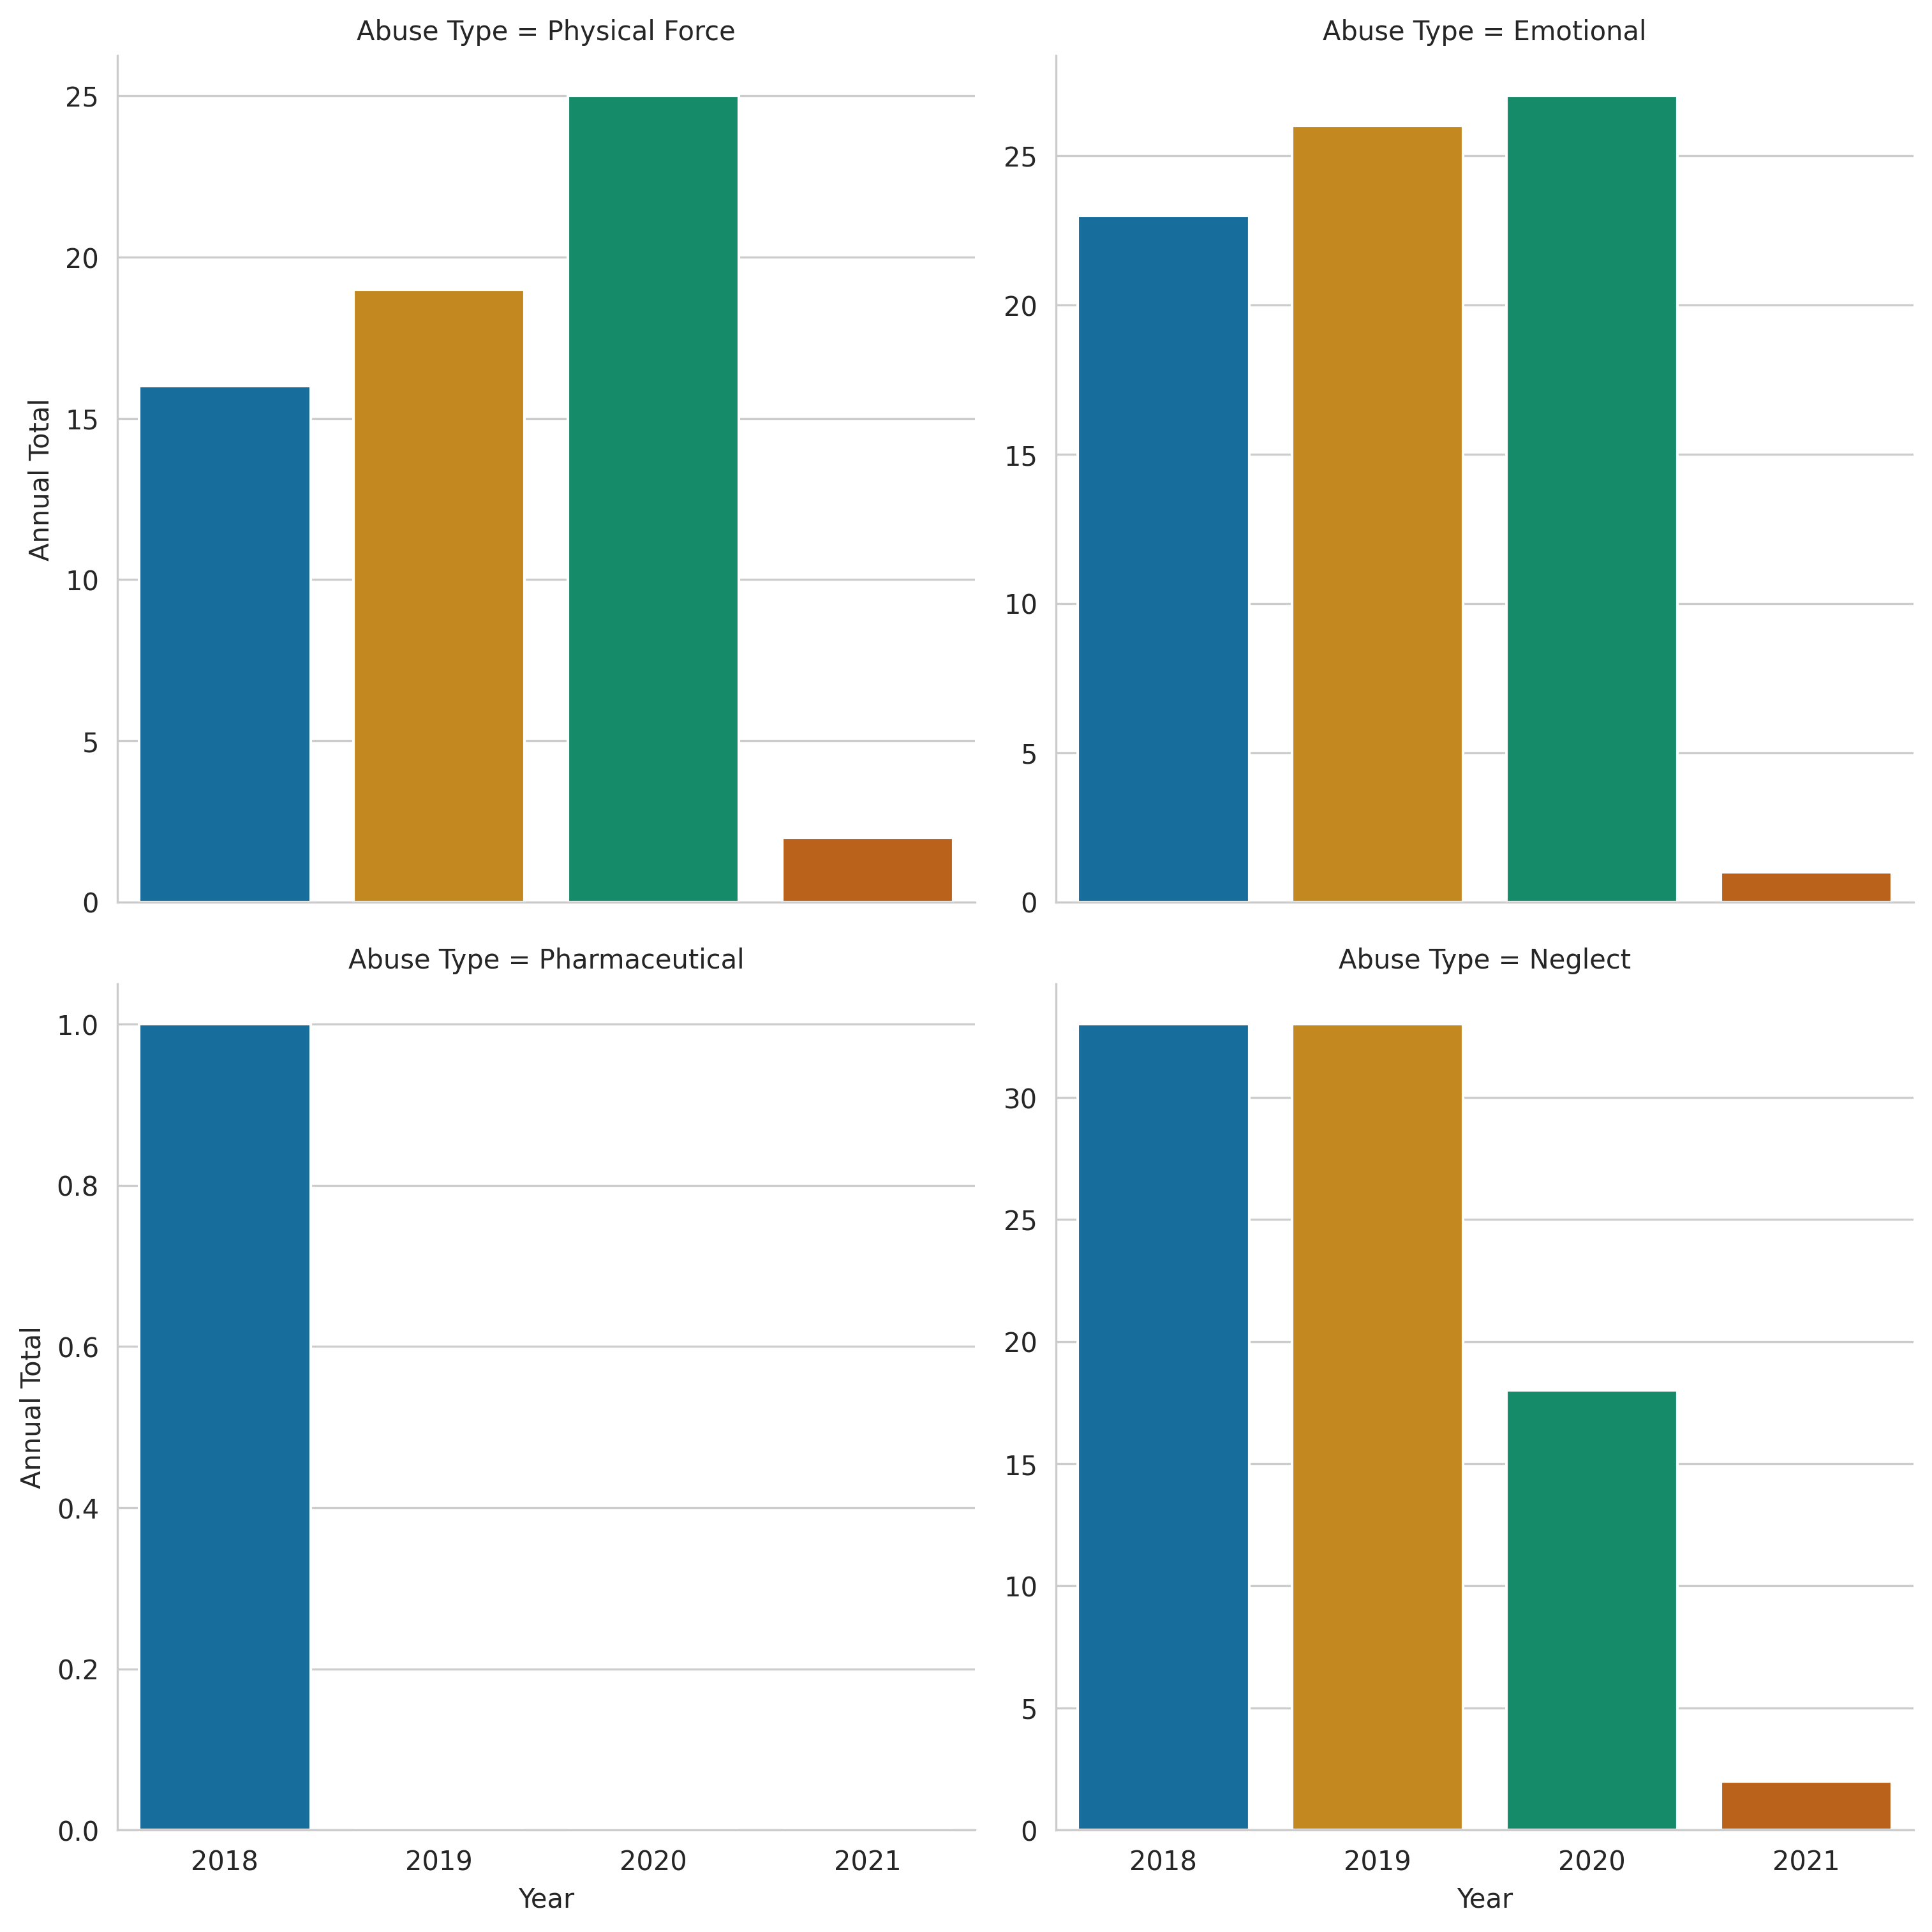 Abuse Type = Physical Force
25
20
15
10
5
0
Annual Total
Abuse Type = Emotional
25
20
15
10
5
0
Abuse Type = Pharmaceutical
1.0
0.8
0.6
0.4
0.2
0.0
Annual Total
2018 2019 2020 2021
Year
Abuse Type = Neglect
30
25
20
15
10
5
0
2018 2019 2020 2021
Year